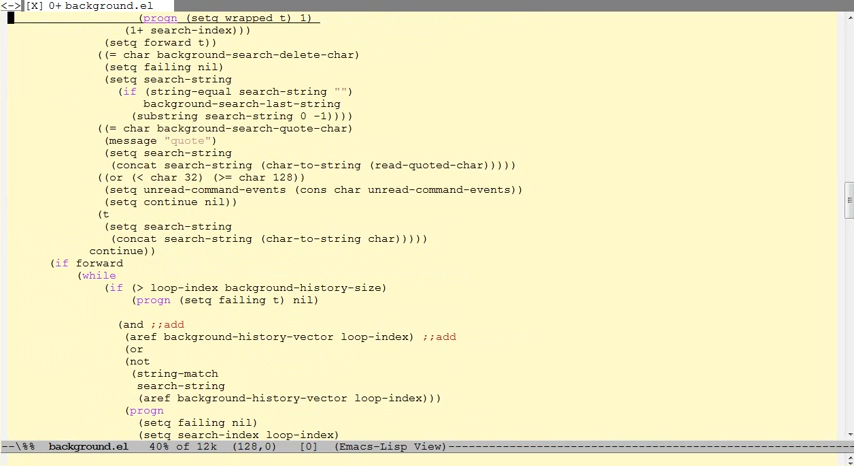 <->[X] 0+ background.el
(progn (setq wrapped t) 1)
(1+ search-index)))
(setq forward t))
((= char background-search-delete-char)
(setq failing nil)
(setq search-string
(if (string-equal search-string "")
background-search-last-string
(substring search-string 0 -1))))
((= char background-search-quote-char)
(message "quote")
(setq search-string
(concat search-string (char-to-string (read-quoted-char)))))
((or (< char 32) (>= char 128))
(setq unread-command-events (cons char unread-command-events))
(setq continue nil))
(t
(setq search-string
(concat search-string (char-to-string char)))))
continue))
(if forward
(while
(if (> loop-index background-history-size)
(progn (setq failing t) nil)
(and ;;add
(aref background-history-vector loop-index) ;;add
(or
(not
(string-match
search-string
(aref background-history-vector loop-index)))
(progn
(setq failing nil)
(setq search-index loop-index)
--\%% background.el 40% of 12k (128,0) [0] (Emacs-Lisp View)------------------------------------------------------------